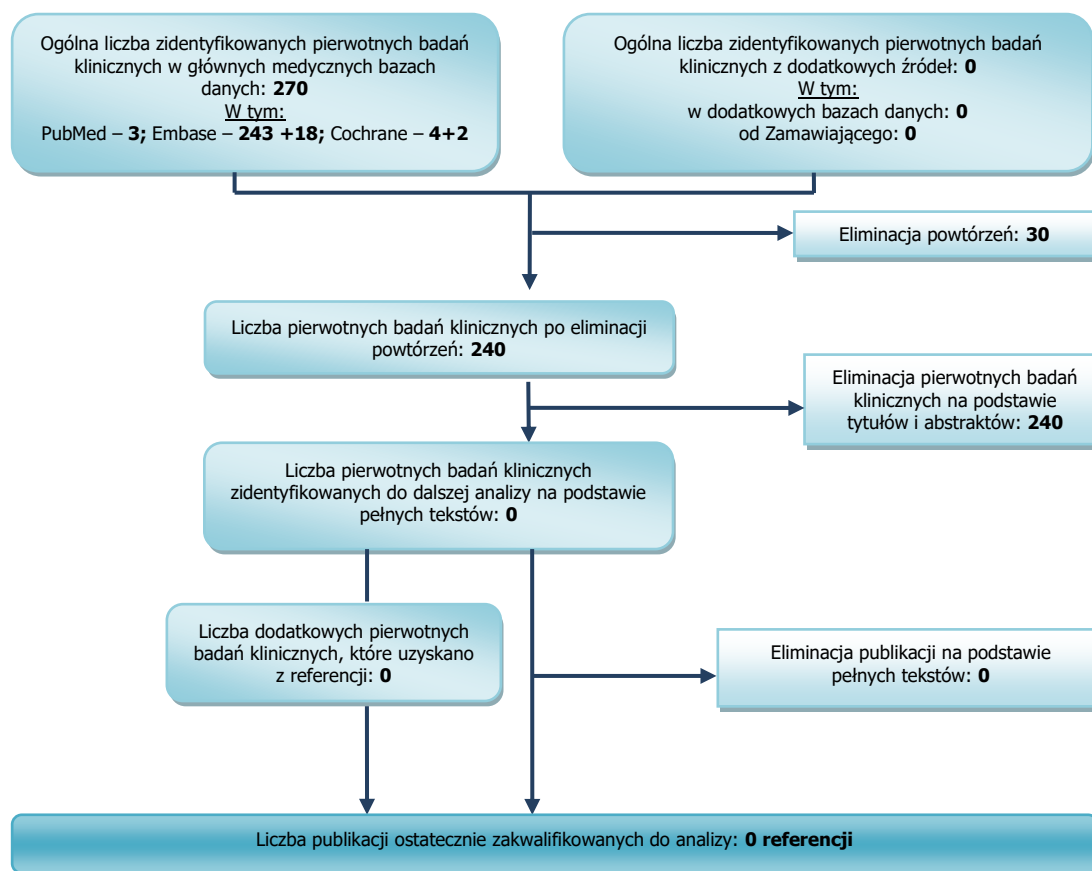 Ogólna liczba zidentyfikowanych pierwotnych badań
klinicznych w głównych medycznych bazach
danych: 270
W tym:
PubMed – 3; Embase – 243 +18; Cochrane – 4+2
Ogólna liczba zidentyfikowanych pierwotnych badań
klinicznych z dodatkowych źródeł: 0
W tym:
w dodatkowych bazach danych: 0
od Zamawiającego: 0
Eliminacja powtórzeń: 30
Liczba pierwotnych badań klinicznych po eliminacji
powtórzeń: 240
Eliminacja pierwotnych badań
klinicznych na podstawie
tytułów i abstraktów: 240
Liczba pierwotnych badań klinicznych
zidentyfikowanych do dalszej analizy na podstawie
pełnych tekstów: 0
Liczba dodatkowych pierwotnych
badań klinicznych, które uzyskano
z referencji: 0
Eliminacja publikacji na podstawie
pełnych tekstów: 0
Liczba publikacji ostatecznie zakwalifikowanych do analizy: 0 referencji